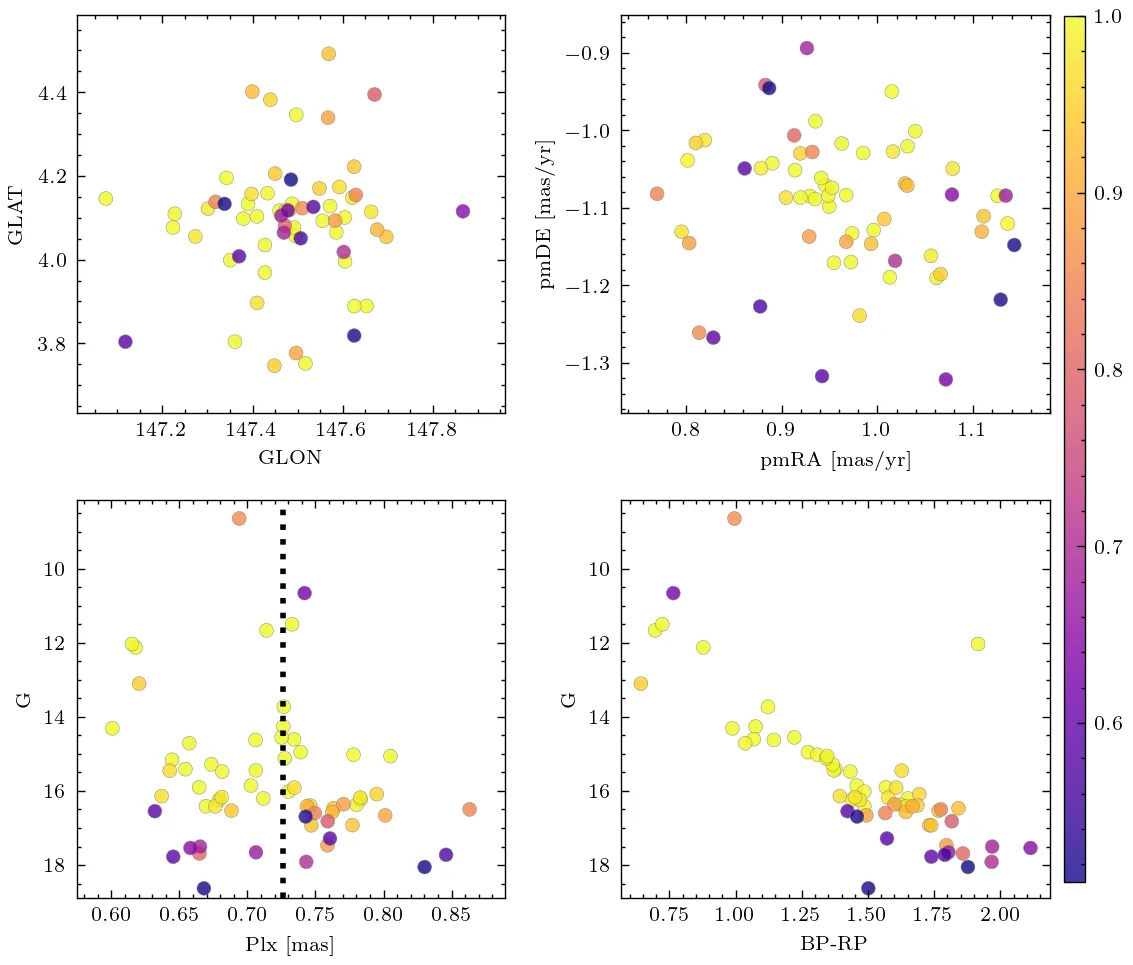 GLAT
4.4
4.2
4.0
3.8
147.2 147.4 147.6 147.8
GLON
pmDE [mas/yr]
−0.9
−1.0
−1.1
−1.2
−1.3
0.8 0.9 1.0 1.1
pmRA [mas/yr]
1.0
0.9
0.8
0.7
0.6
G
10
12
14
16
18
0.60 0.65 0.70 0.75 0.80 0.85
Plx [mas]
G
10
12
14
16
18
0.75 1.00 1.25 1.50 1.75 2.00
BP-RP